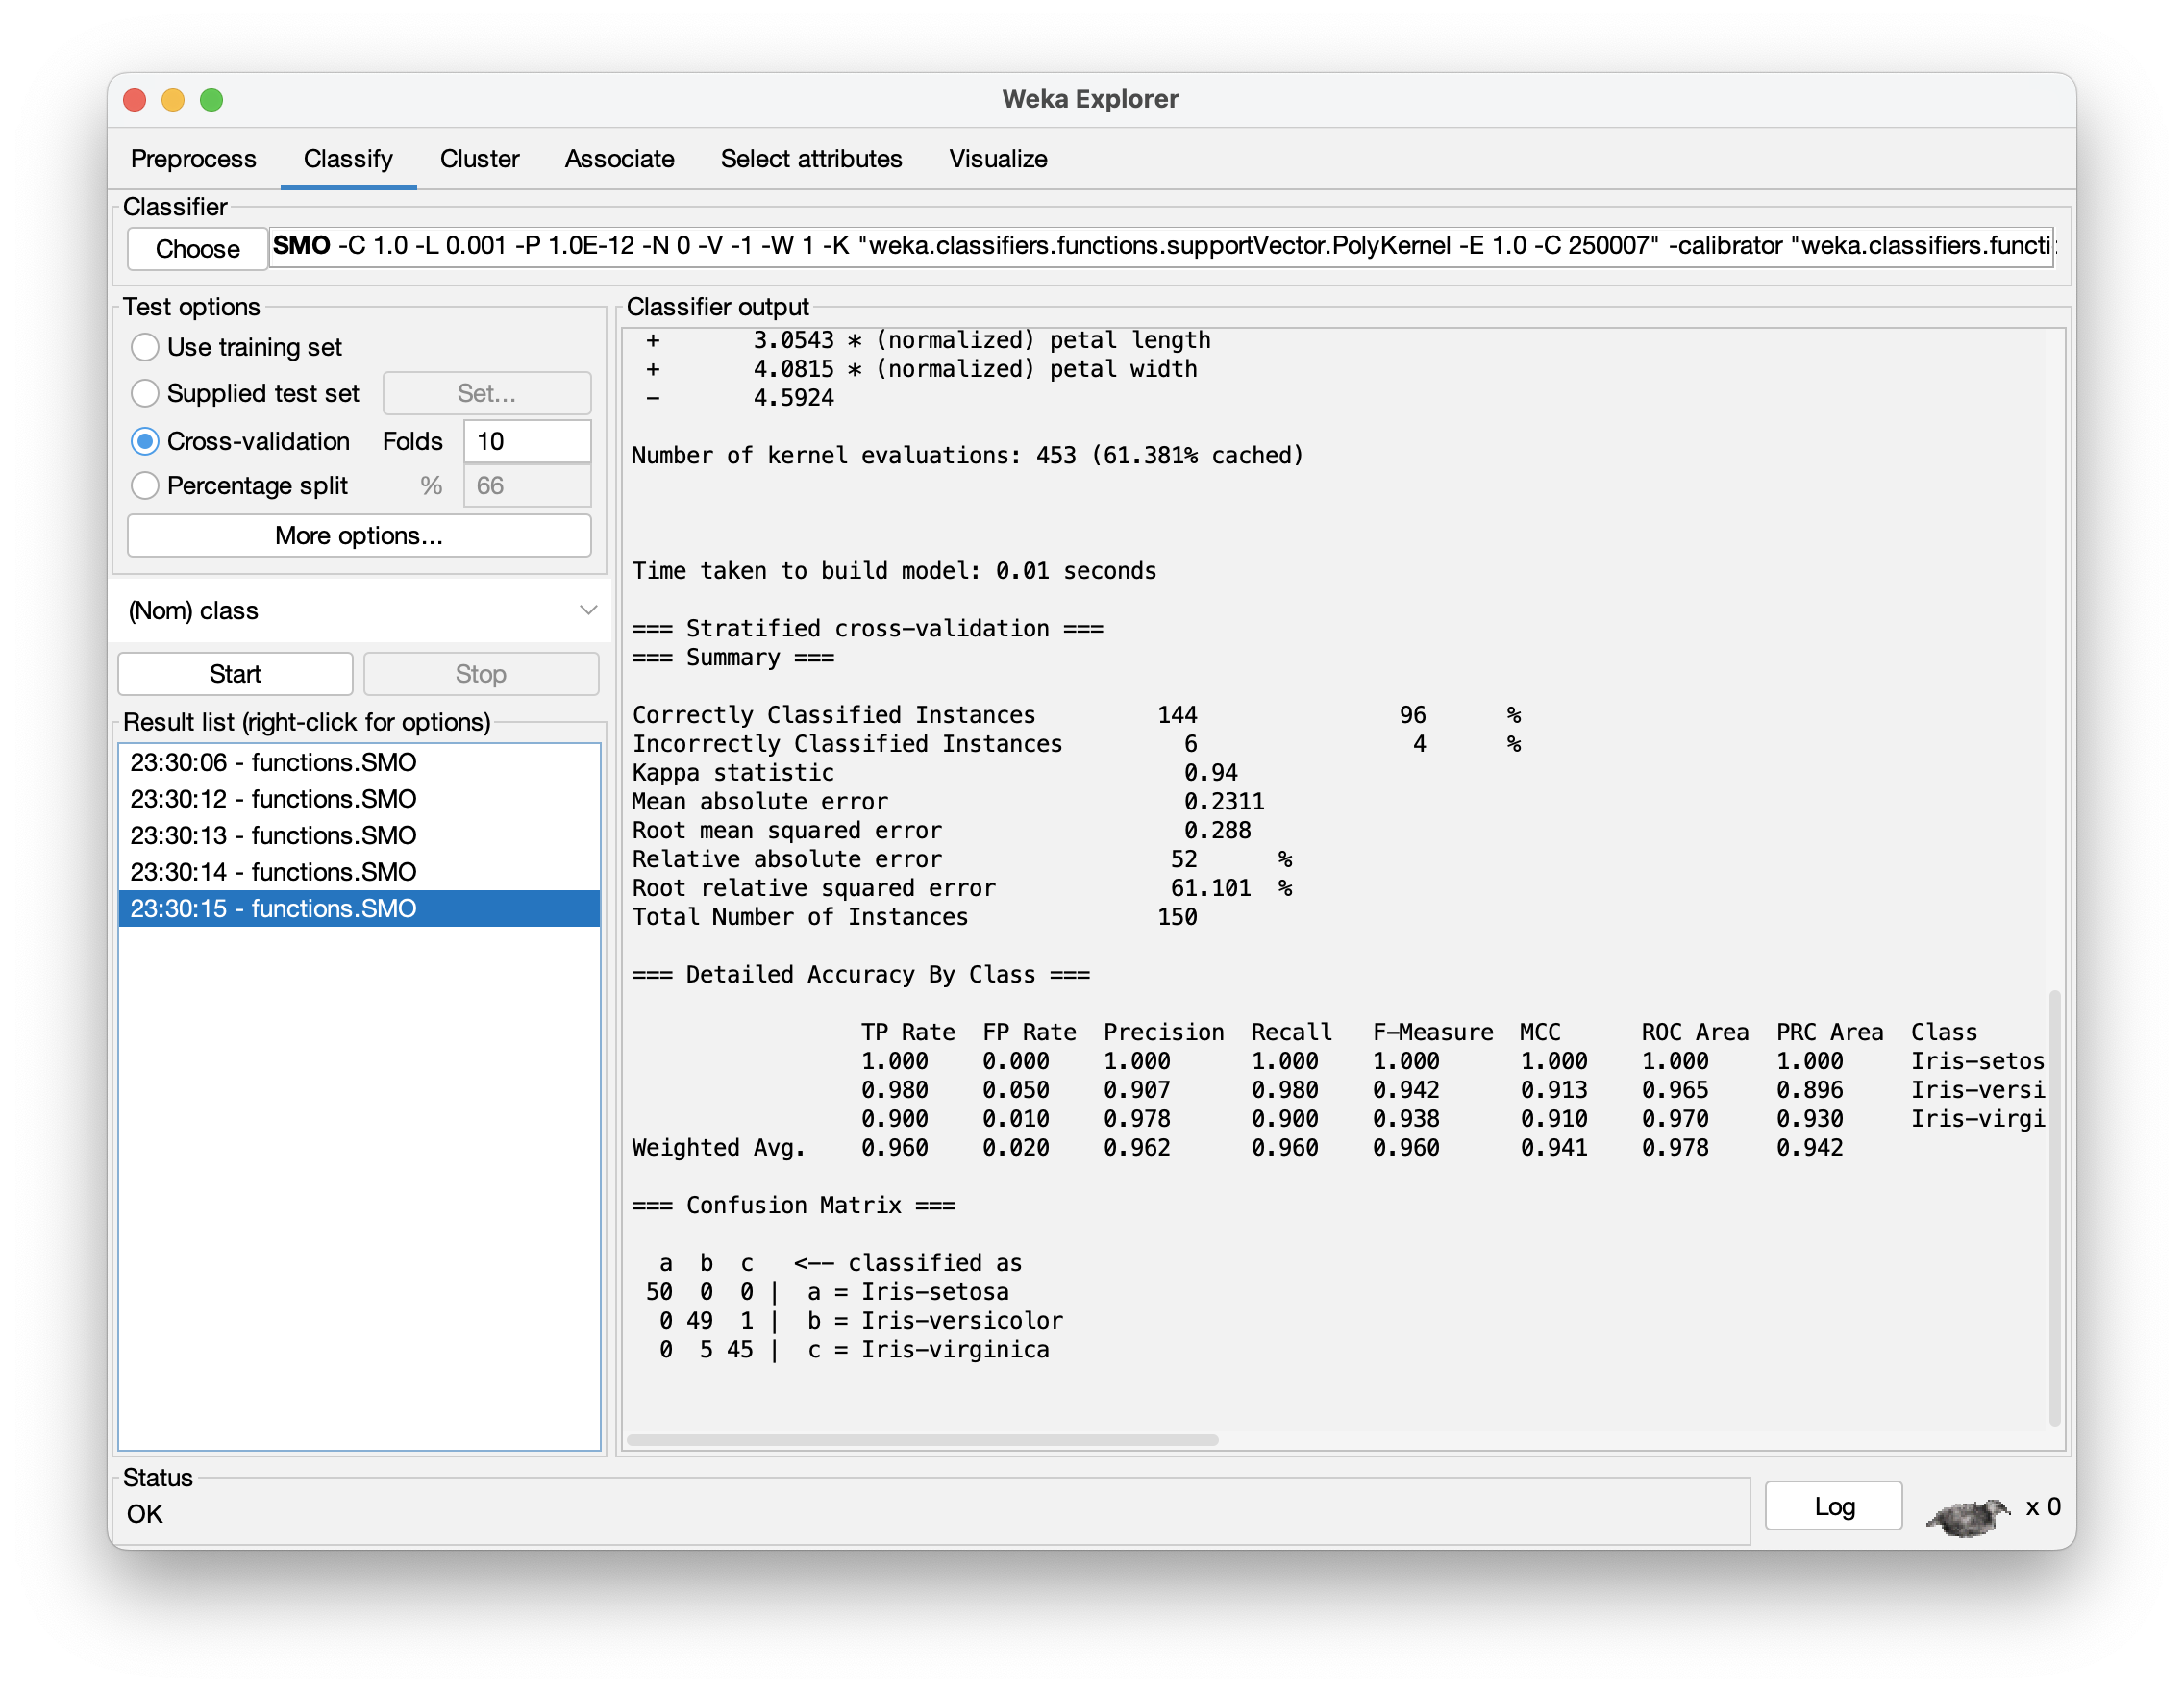 Weka Explorer
Preprocess Classify Cluster Associate Select attributes Visualize
Classifier
Choose SMO -C 1.0 -L 0.001 -P 1.0E-12 -N 0 -V -1 -W 1 -K "weka.classifiers.functions.supportVector.PolyKernel -E 1.0 -C 250007" -calibrator "weka.classifiers.functi
Test options
Use training set
Supplied test set Set...
Cross-validation Folds 10
Percentage split % 66
More options...
(Nom) class
Start Stop
Result list (right-click for options)
23:30:06 - functions.SMO
23:30:12 - functions.SMO
23:30:13 - functions.SMO
23:30:14 - functions.SMO
23:30:15 - functions.SMO
Classifier output
+ 3.0543 * (normalized) petal length
+ 4.0815 * (normalized) petal width
- 4.5924
Number of kernel evaluations: 453 (61.381% cached)
Time taken to build model: 0.01 seconds
=== Stratified cross-validation ===
=== Summary ===
Correctly Classified Instances 144 96 %
Incorrectly Classified Instances 6 4 %
Kappa statistic 0.94
Mean absolute error 0.2311
Root mean squared error 0.288
Relative absolute error 52 %
Root relative squared error 61.101 %
Total Number of Instances 150
=== Detailed Accuracy By Class ===
TP Rate FP Rate Precision Recall F-Measure MCC ROC Area PRC Area Class
1.000 0.000 1.000 1.000 1.000 1.000 1.000 1.000 Iris-setos
0.980 0.050 0.907 0.980 0.942 0.913 0.965 0.896 Iris-versi
0.900 0.010 0.978 0.900 0.938 0.910 0.970 0.930 Iris-virgi
Weighted Avg. 0.960 0.020 0.962 0.960 0.960 0.941 0.978 0.942
=== Confusion Matrix ===
a b c <-- classified as
50 0 0 | a = Iris-setosa
0 49 1 | b = Iris-versicolor
0 5 45 | c = Iris-virginica
Status
OK
Log x 0